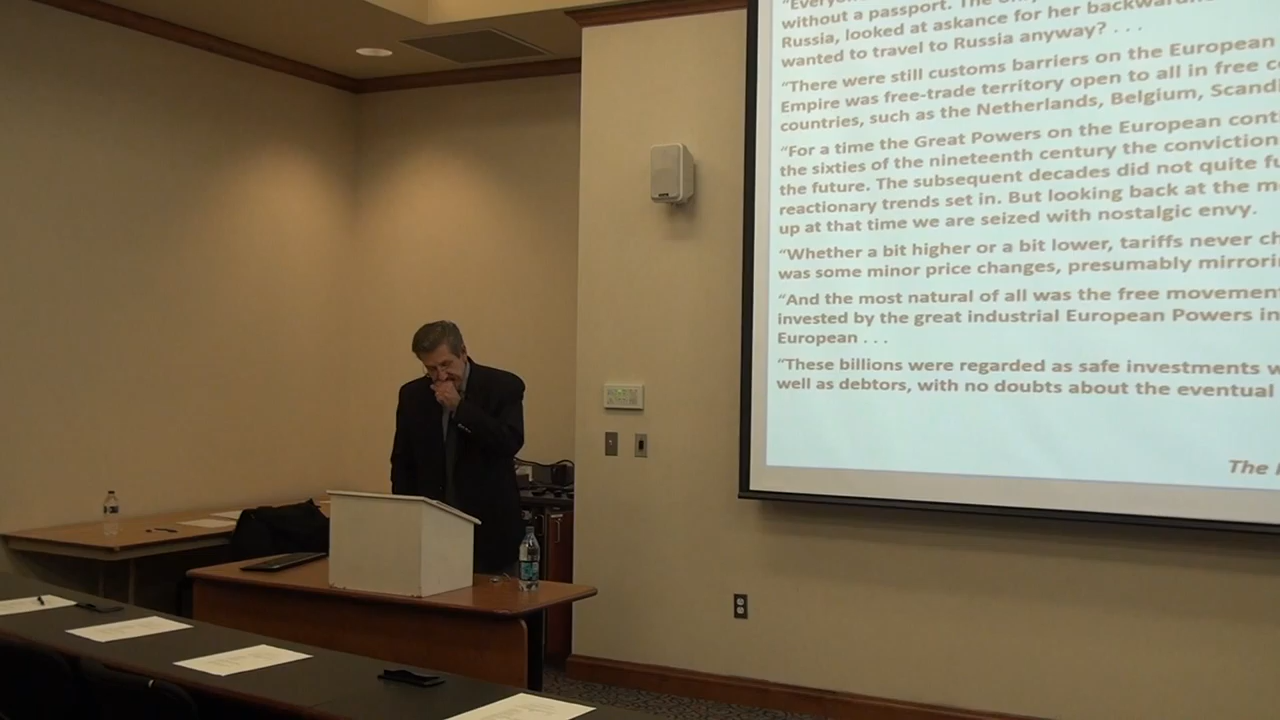 "Everyo
without a passport. The
Russia, looked at askance for her
wanted to travel to Russia anyway? . . .
"There were still customs barriers on the European
Empire was free-trade territory open to all in free c
countries, such as the Netherlands, Belgium, Scandi
"For a time the Great Powers on the European cont
the sixties of the nineteenth century the conviction
the future. The subsequent decades did not quite fu
reactionary trends set in. But looking back at the m
up at that time we are seized with nostalgic envy.
"Whether a bit higher or a bit lower, tariffs never ch
was some minor price changes, presumably mirrori
"And the most natural of all was the free movemen
invested by the great industrial European Powers in
European . . .
"These billions were regarded as safe investments w
well as debtors, with no doubts about the eventual
The